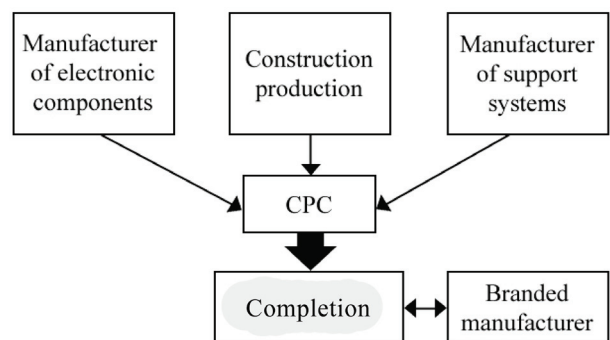 Manufacturer
of electronic
components
Construction
production
Manufacturer
of support
systems
CPC
Completion
Branded
manufacturer